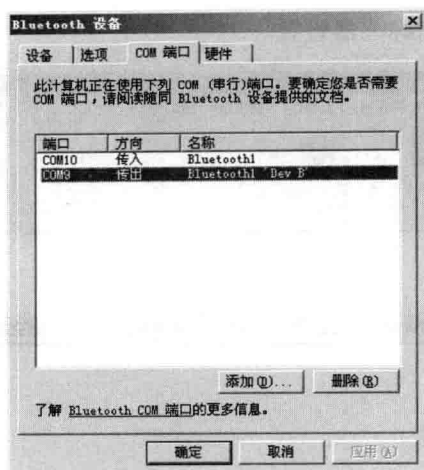 Bluetooth 设备
设备 选项 COM 端口 硬件
此计算机正在使用下列 COM (串行)端口。要确定您是否需要
COM 端口，请阅读随同 Bluetooth 设备提供的文档。
端口 方向 名称
COM10 传入 Bluetooth1
COM9 传出 Bluetooth1 'Dev B'
添加(D)... 删除(R)
了解 Bluetooth COM 端口的更多信息。
确定 取消 应用(A)